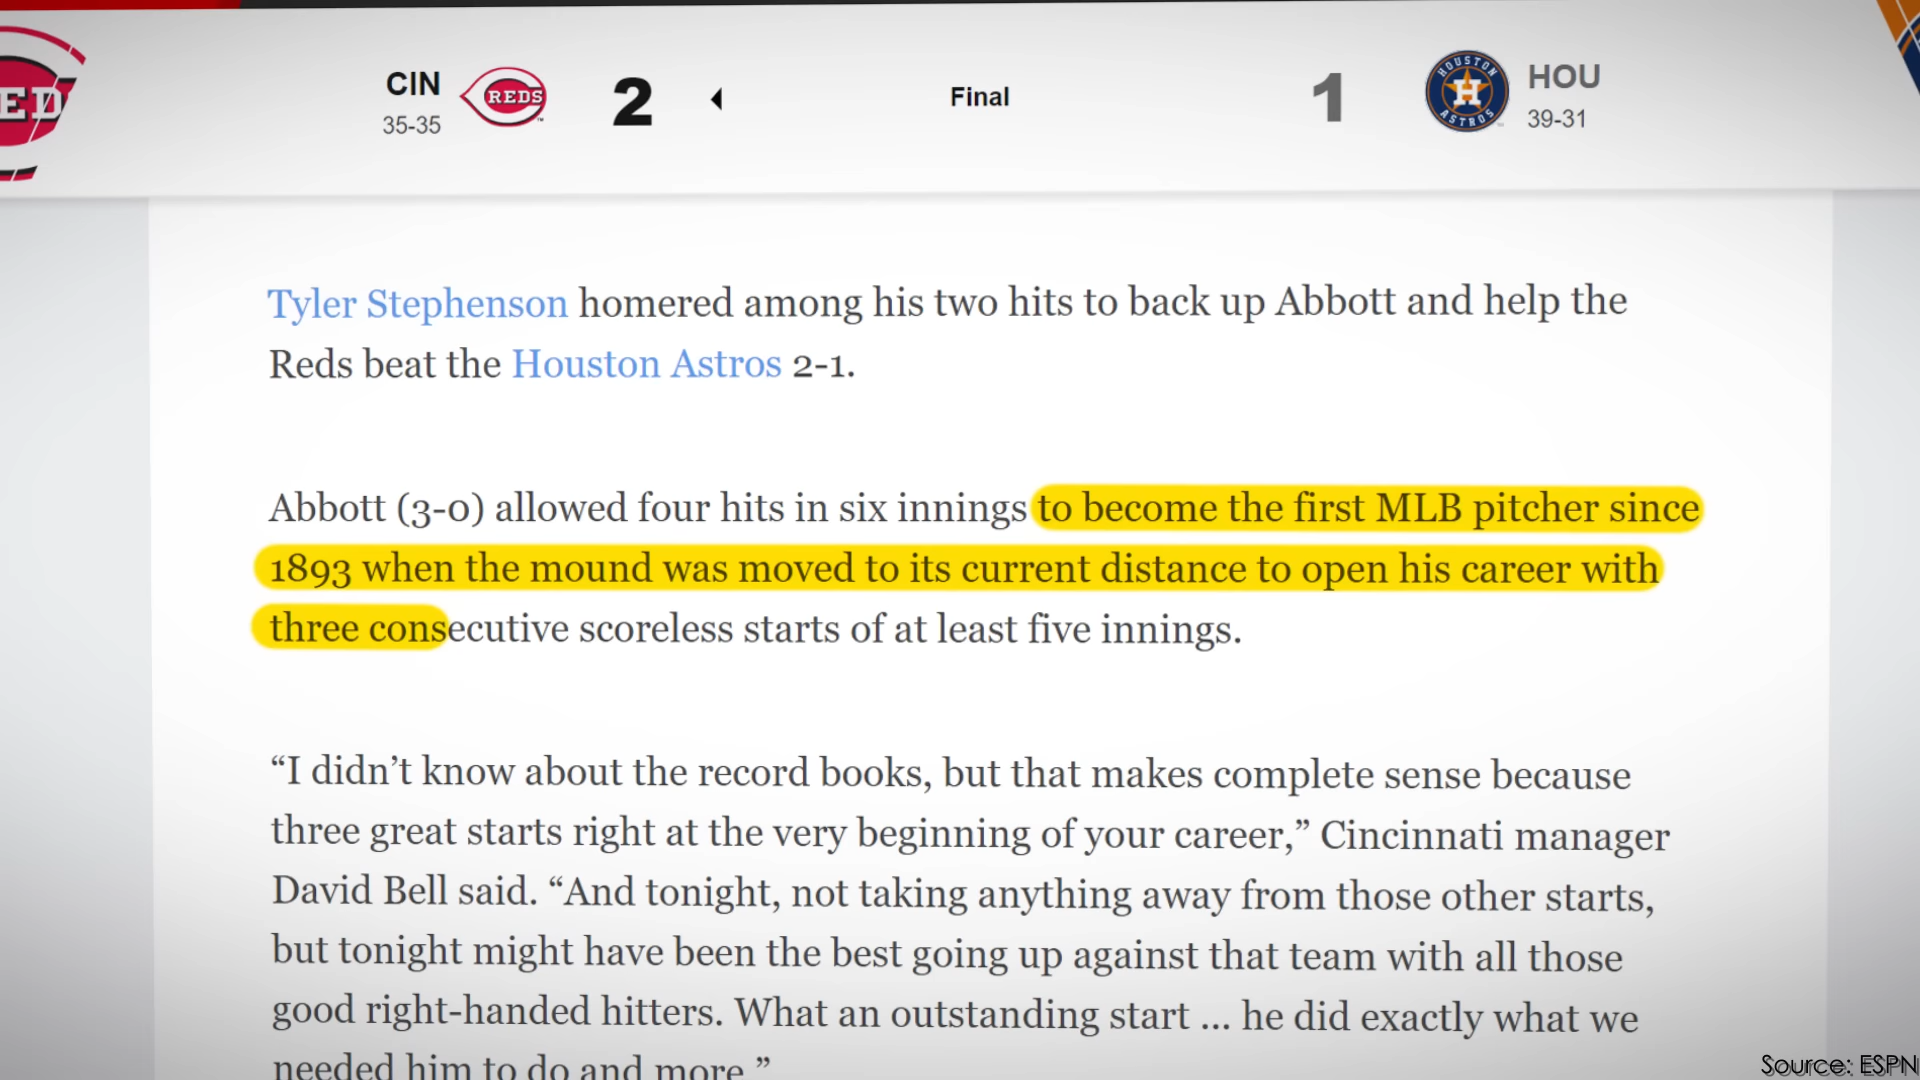 ED
CIN
35-35
REDS
2
Final
1
HOUSTON
H
ASTROS
HOU
39-31
Tyler Stephenson homered among his two hits to back up Abbott and help the
Reds beat the Houston Astros 2-1.
Abbott (3-0) allowed four hits in six innings to become the first MLB pitcher since
1893 when the mound was moved to its current distance to open his career with
three consecutive scoreless starts of at least five innings.
“I didn’t know about the record books, but that makes complete sense because
three great starts right at the very beginning of your career,” Cincinnati manager
David Bell said. “And tonight, not taking anything away from those other starts,
but tonight might have been the best going up against that team with all those
good right-handed hitters. What an outstanding start ... he did exactly what we
needed him to do and more.”
Source: ESPN